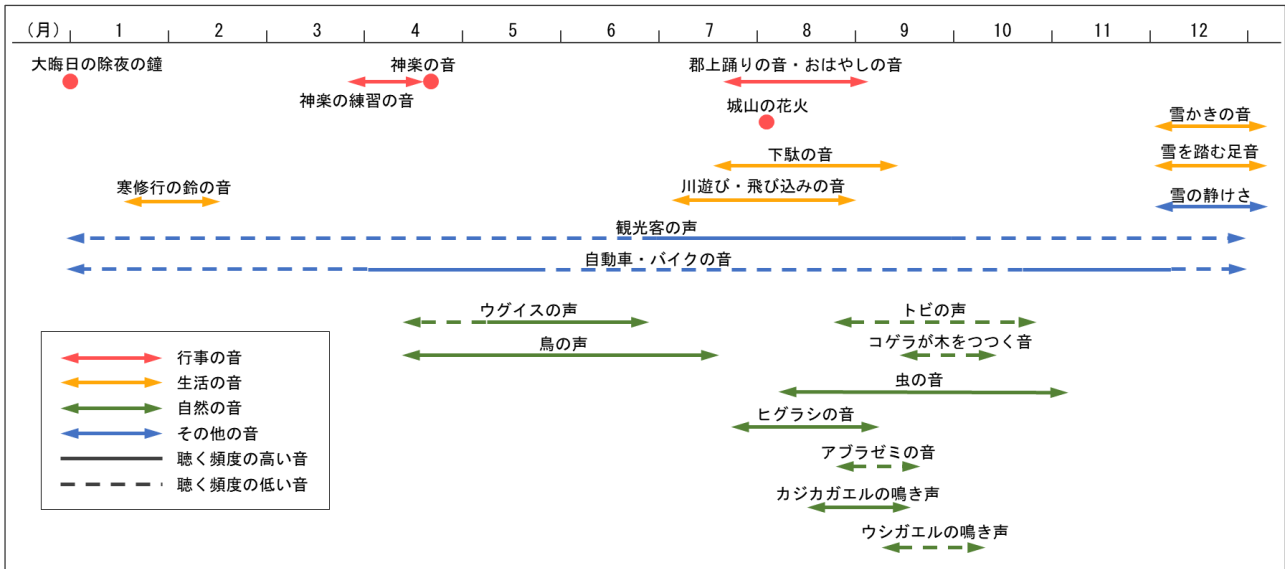 （月） 1 2 3 4 5 6 7 8 9 10 11 12
大晦日の除夜の鐘
神楽の音
郡上踊りの音・おはやしの音
神楽の練習の音
城山の花火
雪かきの音
下駄の音
雪を踏む足音
寒修行の鈴の音
川遊び・飛び込みの音
雪の静けさ
観光客の声
自動車・バイクの音
ウグイスの声
トビの声
鳥の声
コゲラが木をつつく音
虫の音
ヒグラシの音
アブラゼミの音
カジカガエルの鳴き声
ウシガエルの鳴き声
行事の音
生活の音
自然の音
その他の音
聴く頻度の高い音
聴く頻度の低い音